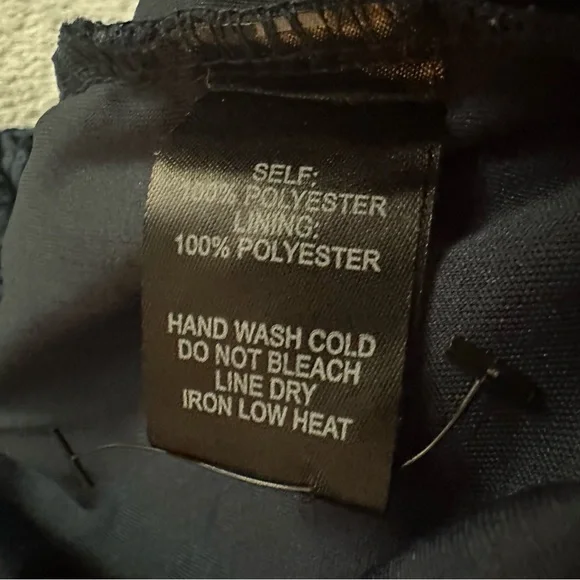 SELF:
100% POLYESTER
LINING:
100% POLYESTER
HAND WASH COLD
DO NOT BLEACH
LINE DRY
IRON LOW HEAT